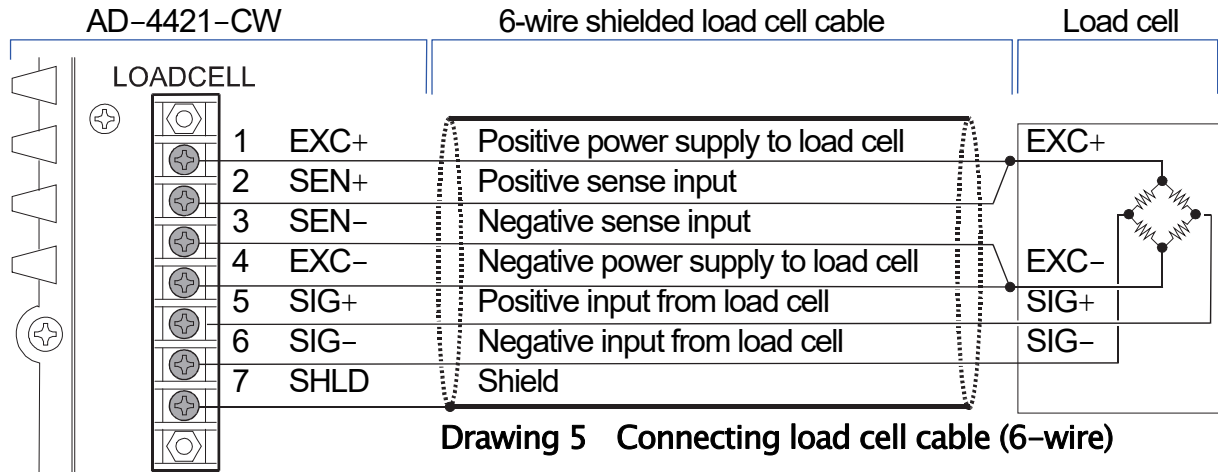 AD−4421−CW 6-wire shielded load cell cable Load cell
LOADCELL
1 EXC+ Positive power supply to load cell EXC+
2 SEN+ Positive sense input
3 SEN− Negative sense input
4 EXC− Negative power supply to load cell EXC−
5 SIG+ Positive input from load cell SIG+
6 SIG− Negative input from load cell SIG−
7 SHLD Shield
Drawing 5 Connecting load cell cable (6−wire)